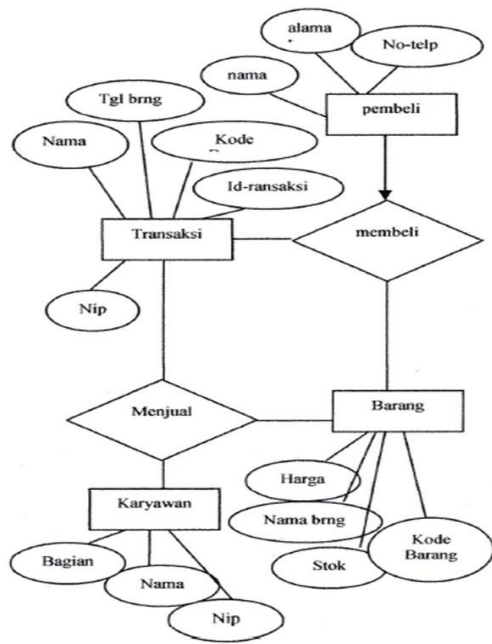 alama
No-telp
nama
pembeli
Tgl brng
Nama
Kode
Id-ransaksi
Transaksi
membeli
Nip
Menjual
Barang
Karyawan
Harga
Nama brng
Kode
Barang
Stok
Bagian
Nama
Nip